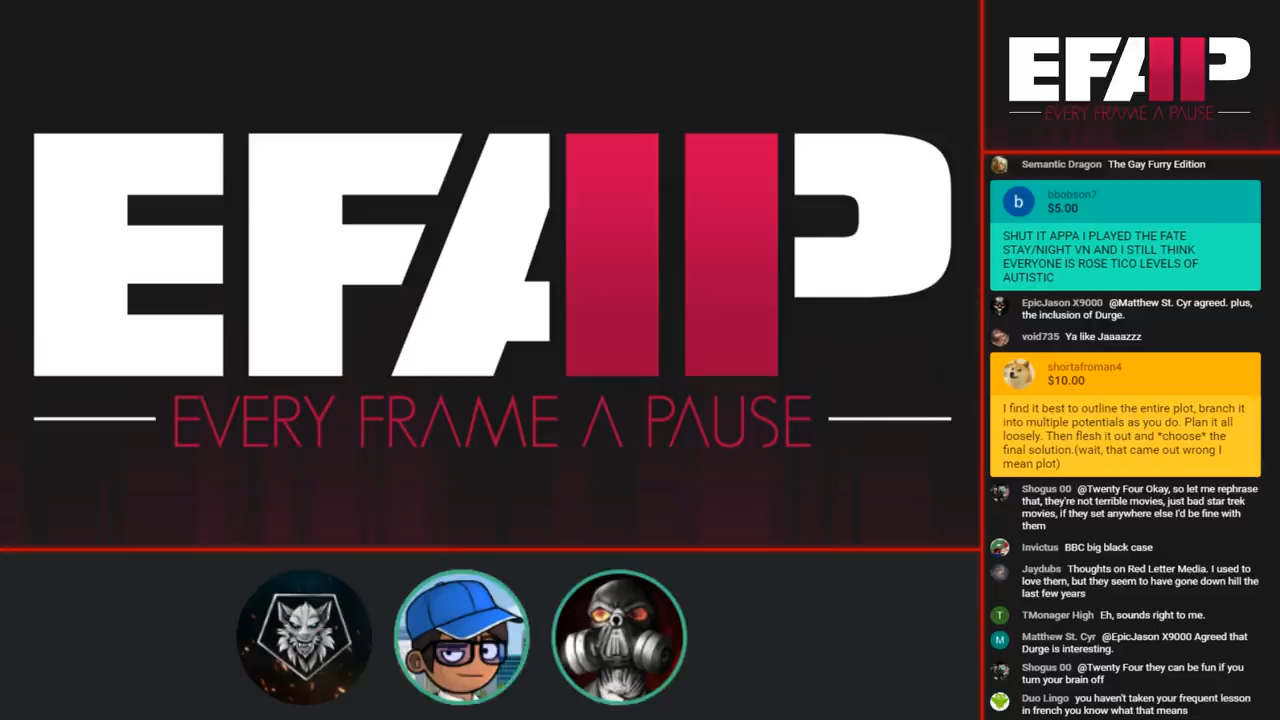 EFAP
EVERY FRAME A PAUSE
EFAP
EVERY FRAME A PAUSE
Semantic Dragon The Gay Furry Edition
b
bbobson7
$5.00
SHUT IT APPA I PLAYED THE FATE
STAY/NIGHT VN AND I STILL THINK
EVERYONE IS ROSE TICO LEVELS OF
AUTISTIC
EpicJason X9000 @Matthew St. Cyr agreed. plus,
the inclusion of Durge.
void735 Ya like Jaaaazzz
shortafroman4
$10.00
I find it best to outline the entire plot, branch it
into multiple potentials as you do. Plan it all
loosely. Then flesh it out and *choose* the
final solution.(wait, that came out wrong I
mean plot)
Shogus 00 @Twenty Four Okay, so let me rephrase
that, they're not terrible movies, just bad star trek
movies, if they set anywhere else I'd be fine with
them
Invictus BBC big black case
Jaydubs Thoughts on Red Letter Media. I used to
love them, but they seem to have gone down hill the
last few years
T
TMonager High Eh, sounds right to me.
M
Matthew St. Cyr @EpicJason X9000 Agreed that
Durge is interesting.
Shogus 00 @Twenty Four they can be fun if you
turn your brain off
Duo Lingo you haven't taken your frequent lesson
in french you know what that means